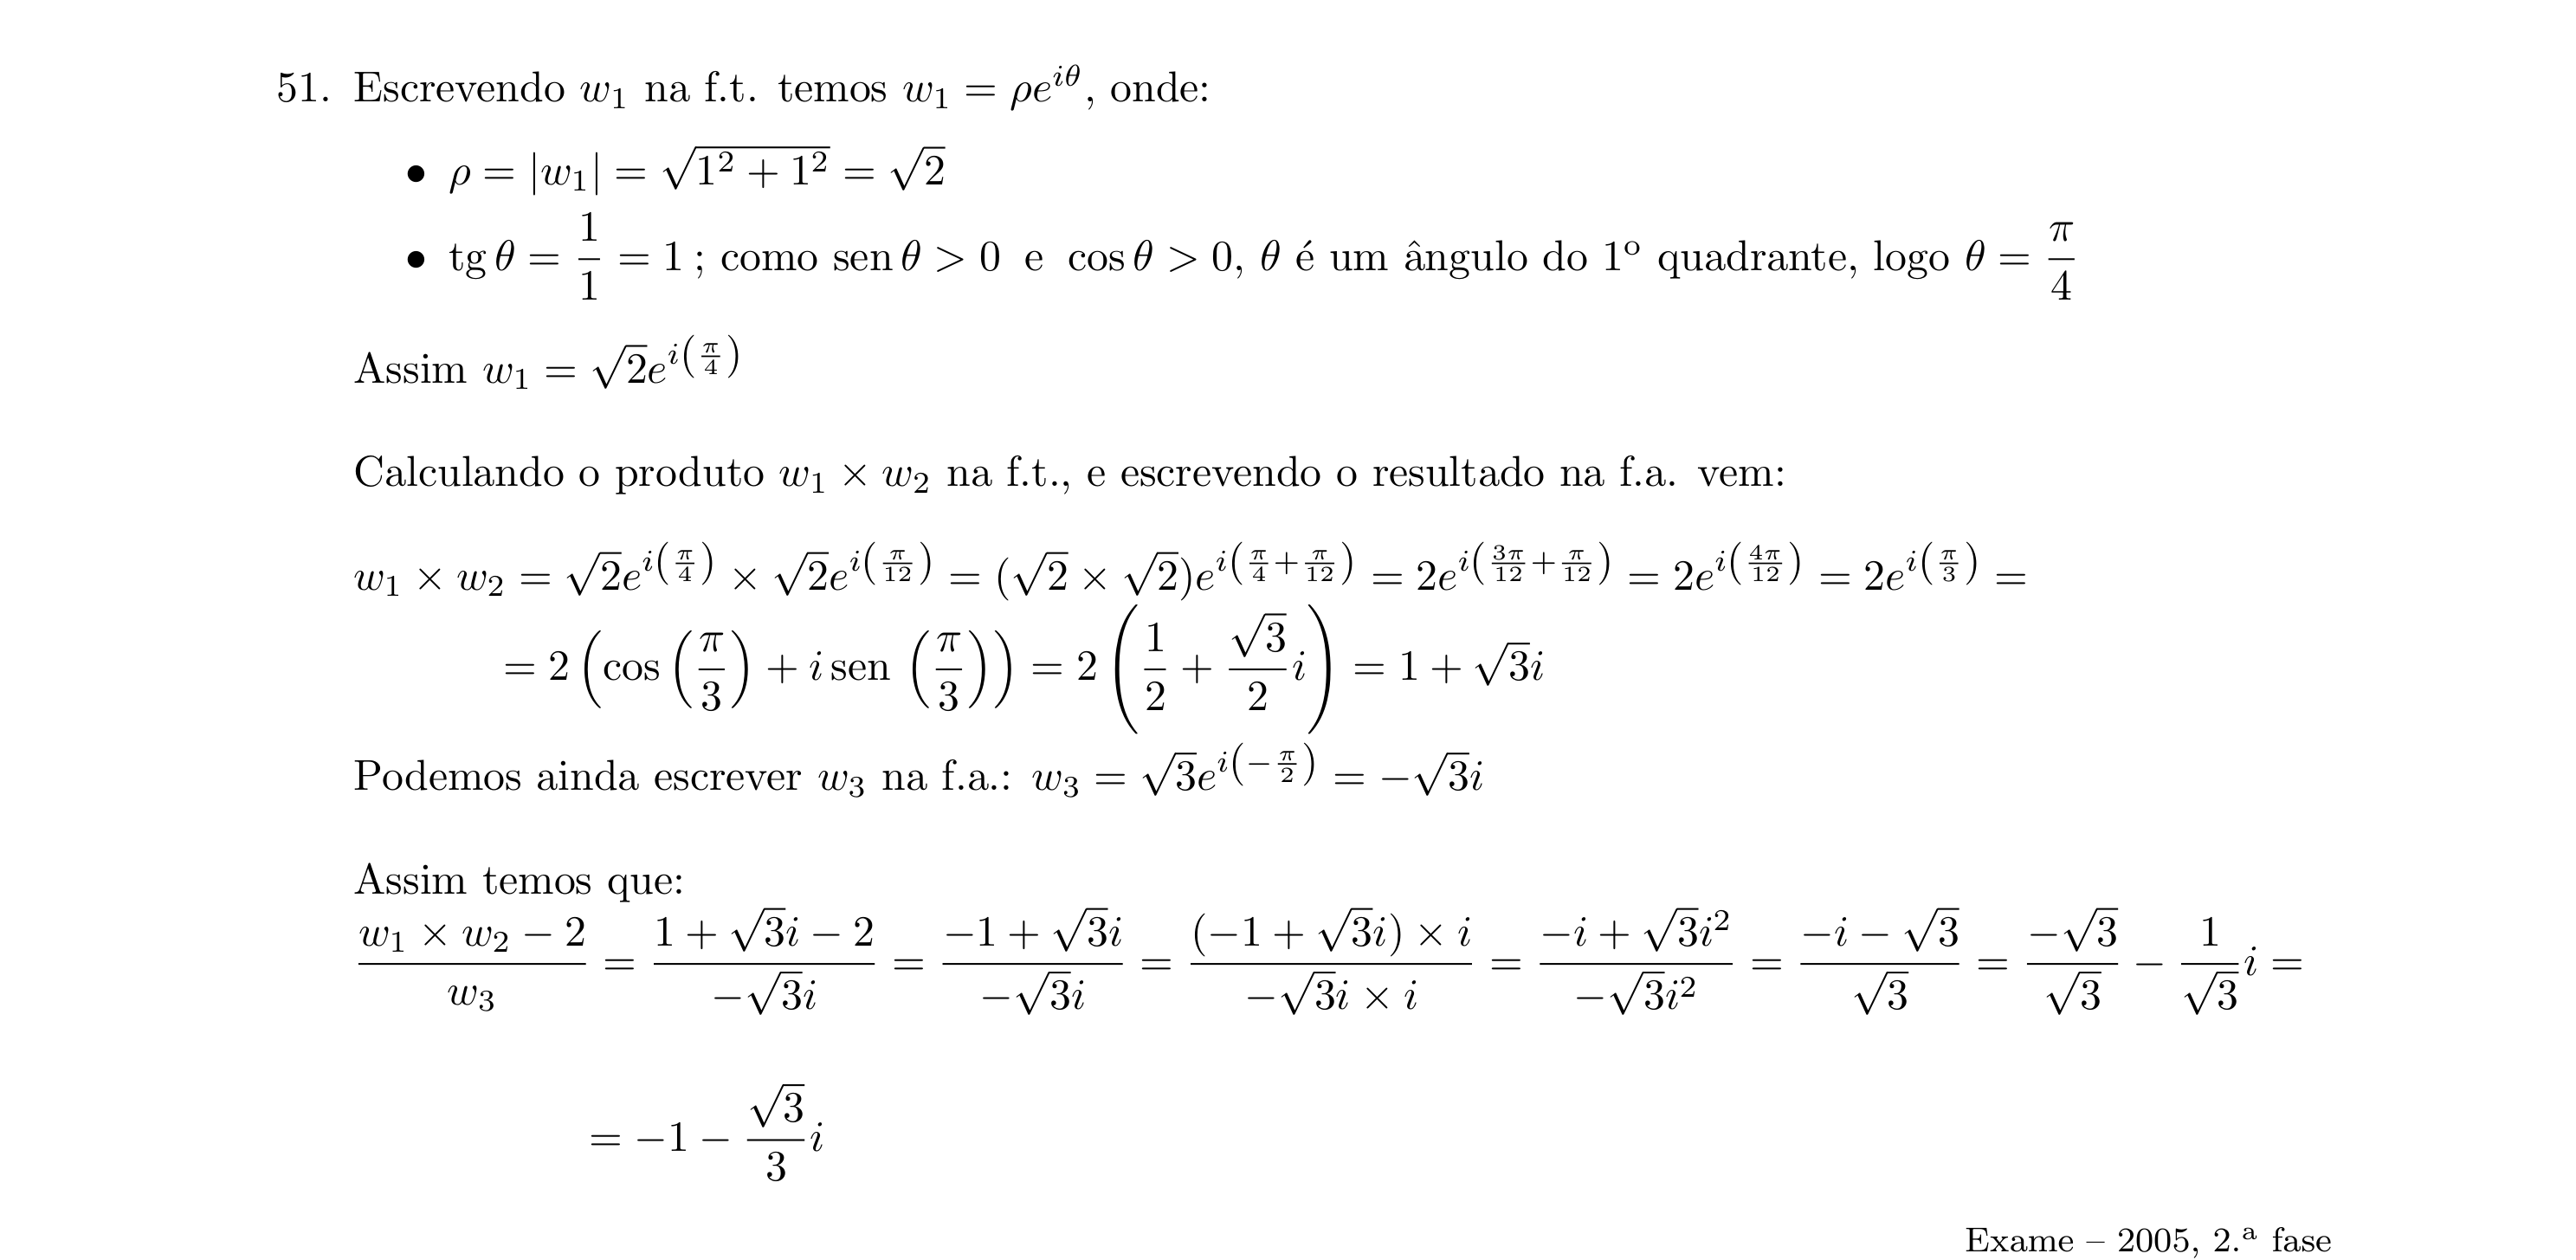 51. Escrevendo w₁ na f.t. temos w₁ = ρe^{iθ}, onde:
• ρ = |w₁| = √(1² + 1²) = √2
• tg θ = 1/1 = 1 ; como sen θ > 0 e cos θ > 0, θ é um ângulo do 1º quadrante, logo θ = π/4
Assim w₁ = √2e^{i(π/4)}
Calculando o produto w₁ × w₂ na f.t., e escrevendo o resultado na f.a. vem:
w₁ × w₂ = √2e^{i(π/4)} × √2e^{i(π/12)} = (√2 × √2)e^{i(π/4 + π/12)} = 2e^{i(3π/12 + π/12)} = 2e^{i(4π/12)} = 2e^{i(π/3)} =
= 2(cos(π/3) + i sen(π/3)) = 2(1/2 + √3/2 i) = 1 + √3i
Podemos ainda escrever w₃ na f.a.: w₃ = √3e^{i(−π/2)} = −√3i
Assim temos que:
(w₁ × w₂ − 2)/w₃ = (1 + √3i − 2)/(−√3i) = (−1 + √3i)/(−√3i) = ((−1 + √3i) × i)/(−√3i × i) = (−i + √3i²)/(−√3i²) = (−i − √3)/√3 = −√3/√3 − 1/√3 i =
= −1 − √3/3 i
Exame – 2005, 2.ª fase